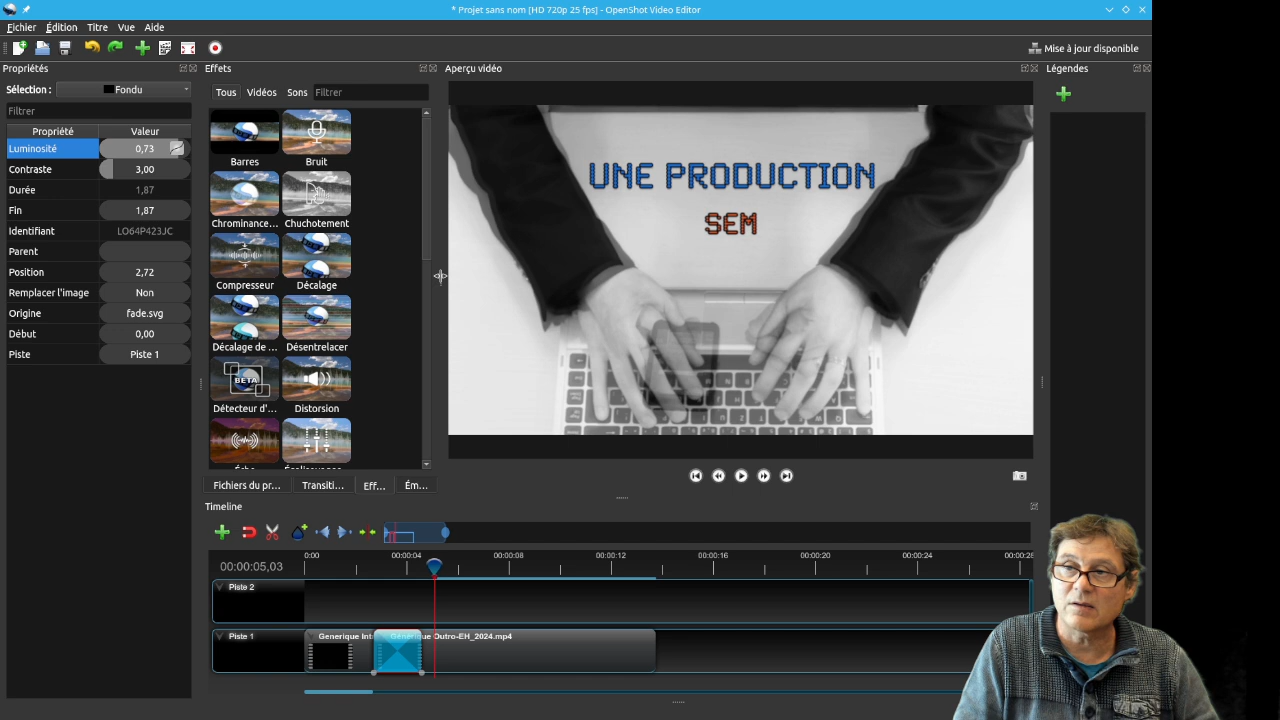 * Projet sans nom [HD 720p 25 fps] - OpenShot Video Editor
Fichier Édition Titre Vue Aide
Mise à jour disponible
Propriétés
Sélection : Fondu
Filtrer
Propriété Valeur
Luminosité 0,73
Contraste 3,00
Durée 1,87
Fin 1,87
Identifiant LO64P423JC
Parent
Position 2,72
Remplacer l'image Non
Origine fade.svg
Début 0,00
Piste Piste 1
Effets
Tous Vidéos Sons Filtrer
Barres Bruit
Chrominance... Chuchotement
Compresseur Décalage
Décalage de ... Désentrelacer
BETA
Détecteur d'... Distorsion
Fichiers du pr... Transiti... Eff... Ém...
Aperçu vidéo
UNE PRODUCTION
SEM
Légendes
Timeline
00:00:05,03
0:00 00:00:04 00:00:08 00:00:12 00:00:16 00:00:20 00:00:24 00:00:28
Piste 2
Piste 1
Generique Int
Générique Outro-EH_2024.mp4